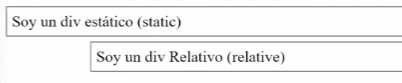 Soy un div estático (static)
Soy un div Relativo (relative)